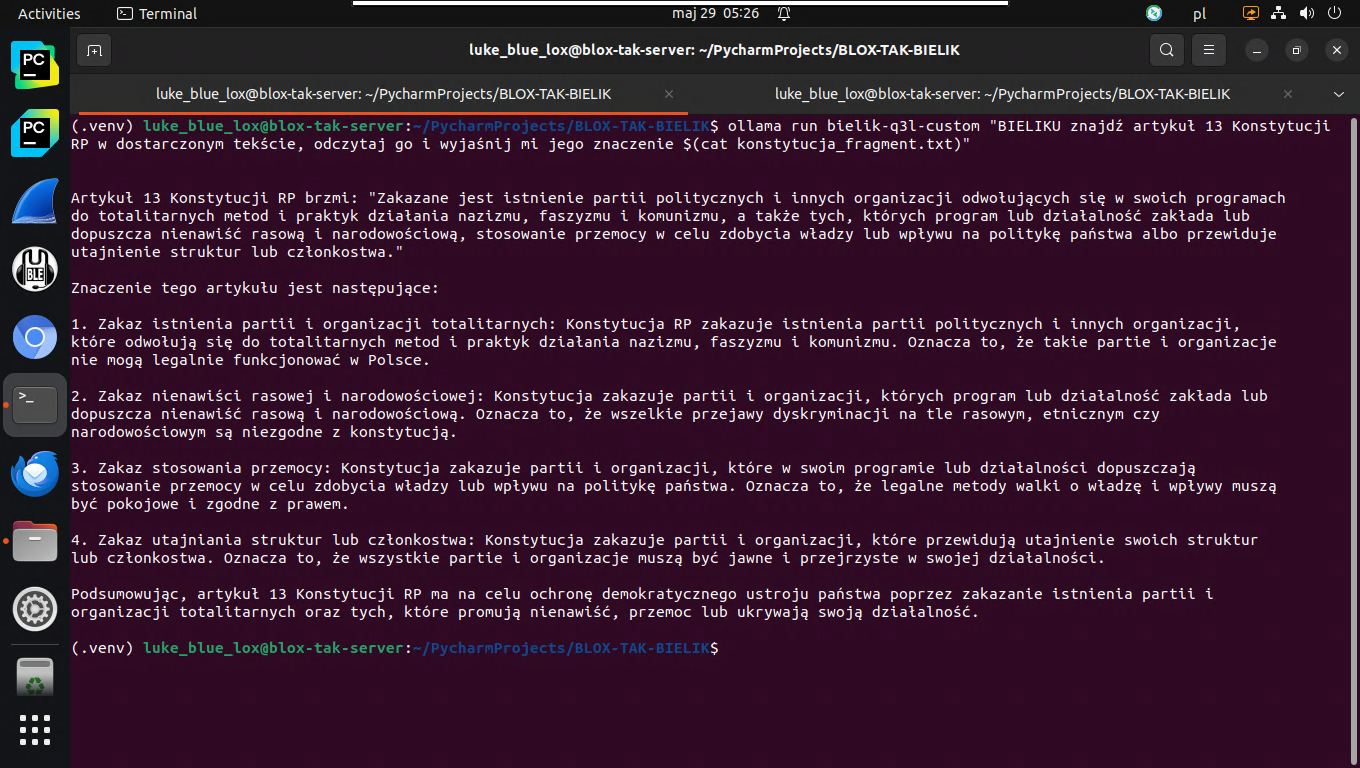 Activities
Terminal
maj 29 05:26
pl
luke_blue_lox@blox-tak-server: ~/PycharmProjects/BLOX-TAK-BIELIK
luke_blue_lox@blox-tak-server: ~/PycharmProjects/BLOX-TAK-BIELIK
luke_blue_lox@blox-tak-server: ~/PycharmProjects/BLOX-TAK-BIELIK
PC
PC
BLE
>_
(.venv) luke_blue_lox@blox-tak-server:~/PycharmProjects/BLOX-TAK-BIELIK$ ollama run bielik-q3l-custom "BIELIKU znajdź artykuł 13 Konstytucji
RP w dostarczonym tekście, odczytaj go i wyjaśnij mi jego znaczenie $(cat konstytucja_fragment.txt)"
Artykuł 13 Konstytucji RP brzmi: "Zakazane jest istnienie partii politycznych i innych organizacji odwołujących się w swoich programach
do totalitarnych metod i praktyk działania nazizmu, faszyzmu i komunizmu, a także tych, których program lub działalność zakłada lub
dopuszcza nienawiść rasową i narodowościową, stosowanie przemocy w celu zdobycia władzy lub wpływu na politykę państwa albo przewiduje
utajnienie struktur lub członkostwa."
Znaczenie tego artykułu jest następujące:
1. Zakaz istnienia partii i organizacji totalitarnych: Konstytucja RP zakazuje istnienia partii politycznych i innych organizacji,
które odwołują się do totalitarnych metod i praktyk działania nazizmu, faszyzmu i komunizmu. Oznacza to, że takie partie i organizacje
nie mogą legalnie funkcjonować w Polsce.
2. Zakaz nienawiści rasowej i narodowościowej: Konstytucja zakazuje partii i organizacji, których program lub działalność zakłada lub
dopuszcza nienawiść rasową i narodowościową. Oznacza to, że wszelkie przejawy dyskryminacji na tle rasowym, etnicznym czy
narodowościowym są niezgodne z konstytucją.
3. Zakaz stosowania przemocy: Konstytucja zakazuje partii i organizacji, które w swoim programie lub działalności dopuszczają
stosowanie przemocy w celu zdobycia władzy lub wpływu na politykę państwa. Oznacza to, że legalne metody walki o władzę i wpływy muszą
być pokojowe i zgodne z prawem.
4. Zakaz utajniania struktur lub członkostwa: Konstytucja zakazuje partii i organizacji, które przewidują utajnienie swoich struktur
lub członkostwa. Oznacza to, że wszystkie partie i organizacje muszą być jawne i przejrzyste w swojej działalności.
Podsumowując, artykuł 13 Konstytucji RP ma na celu ochronę demokratycznego ustroju państwa poprzez zakazanie istnienia partii i
organizacji totalitarnych oraz tych, które promują nienawiść, przemoc lub ukrywają swoją działalność.
(.venv) luke_blue_lox@blox-tak-server:~/PycharmProjects/BLOX-TAK-BIELIK$